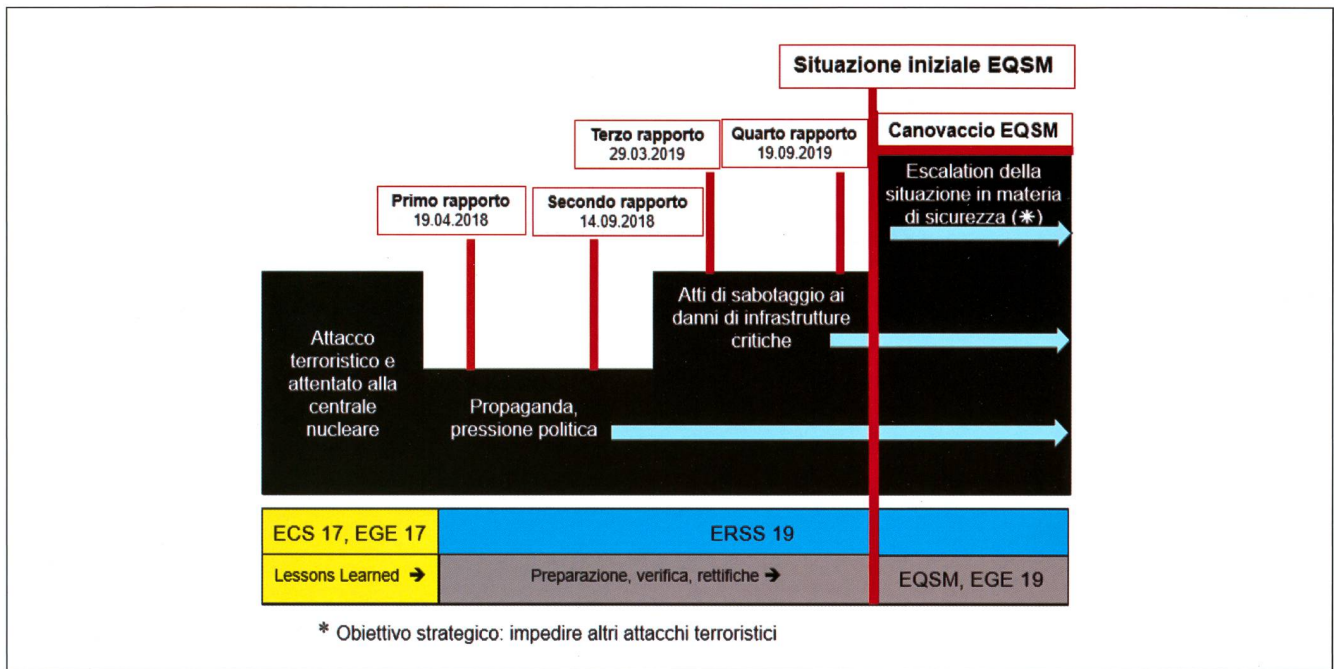 Situazione iniziale EQSM
Terzo rapporto
29.03.2019
Quarto rapporto
19.09.2019
Canovaccio EQSM
Primo rapporto
19.04.2018
Secondo rapporto
14.09.2018
Escalation della
situazione in materia
di sicurezza (✳)
Attacco
terroristico e
attentato alla
centrale
nucleare
Propaganda,
pressione politica
Atti di sabotaggio ai
danni di infrastrutture
critiche
ECS 17, EGE 17
ERSS 19
Lessons Learned ➔
Preparazione, verifica, rettifiche ➔
EQSM, EGE 19
* Obiettivo strategico: impedire altri attacchi terroristici